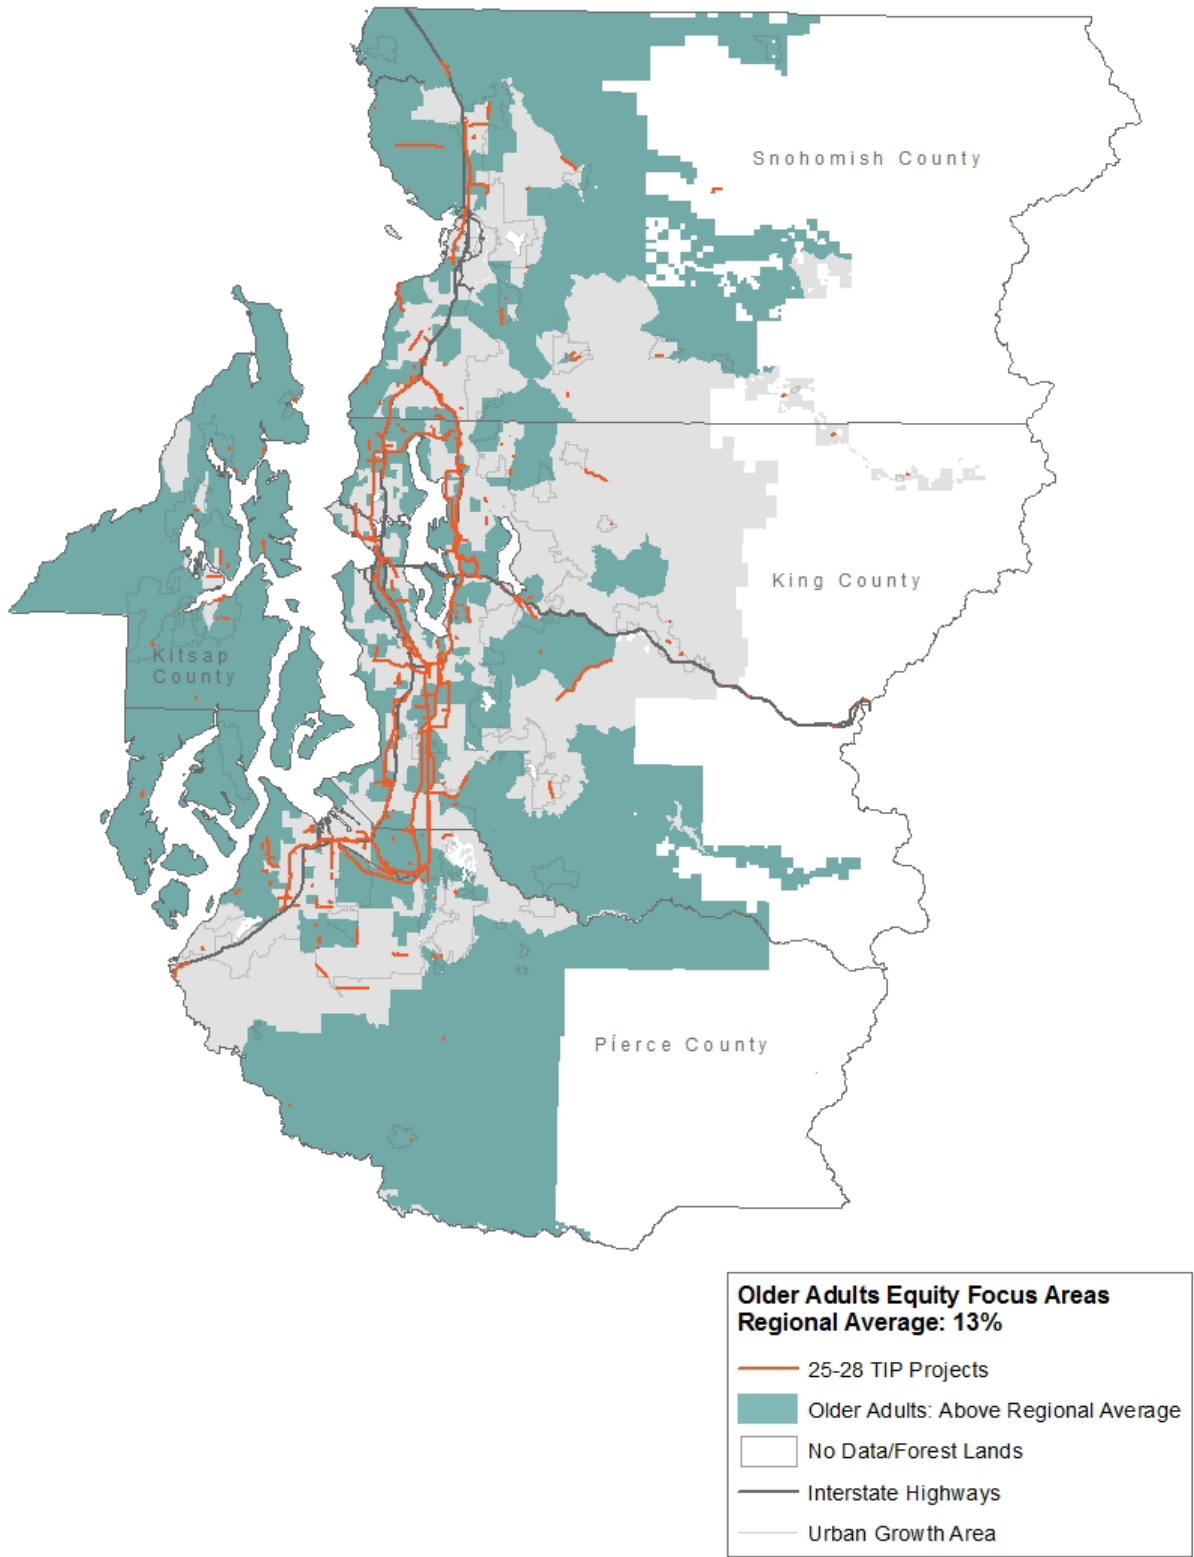 Snohomish County
King County
Kitsap
County
Pierce County
Older Adults Equity Focus Areas
Regional Average: 13%
25-28 TIP Projects
Older Adults: Above Regional Average
No Data/Forest Lands
Interstate Highways
Urban Growth Area